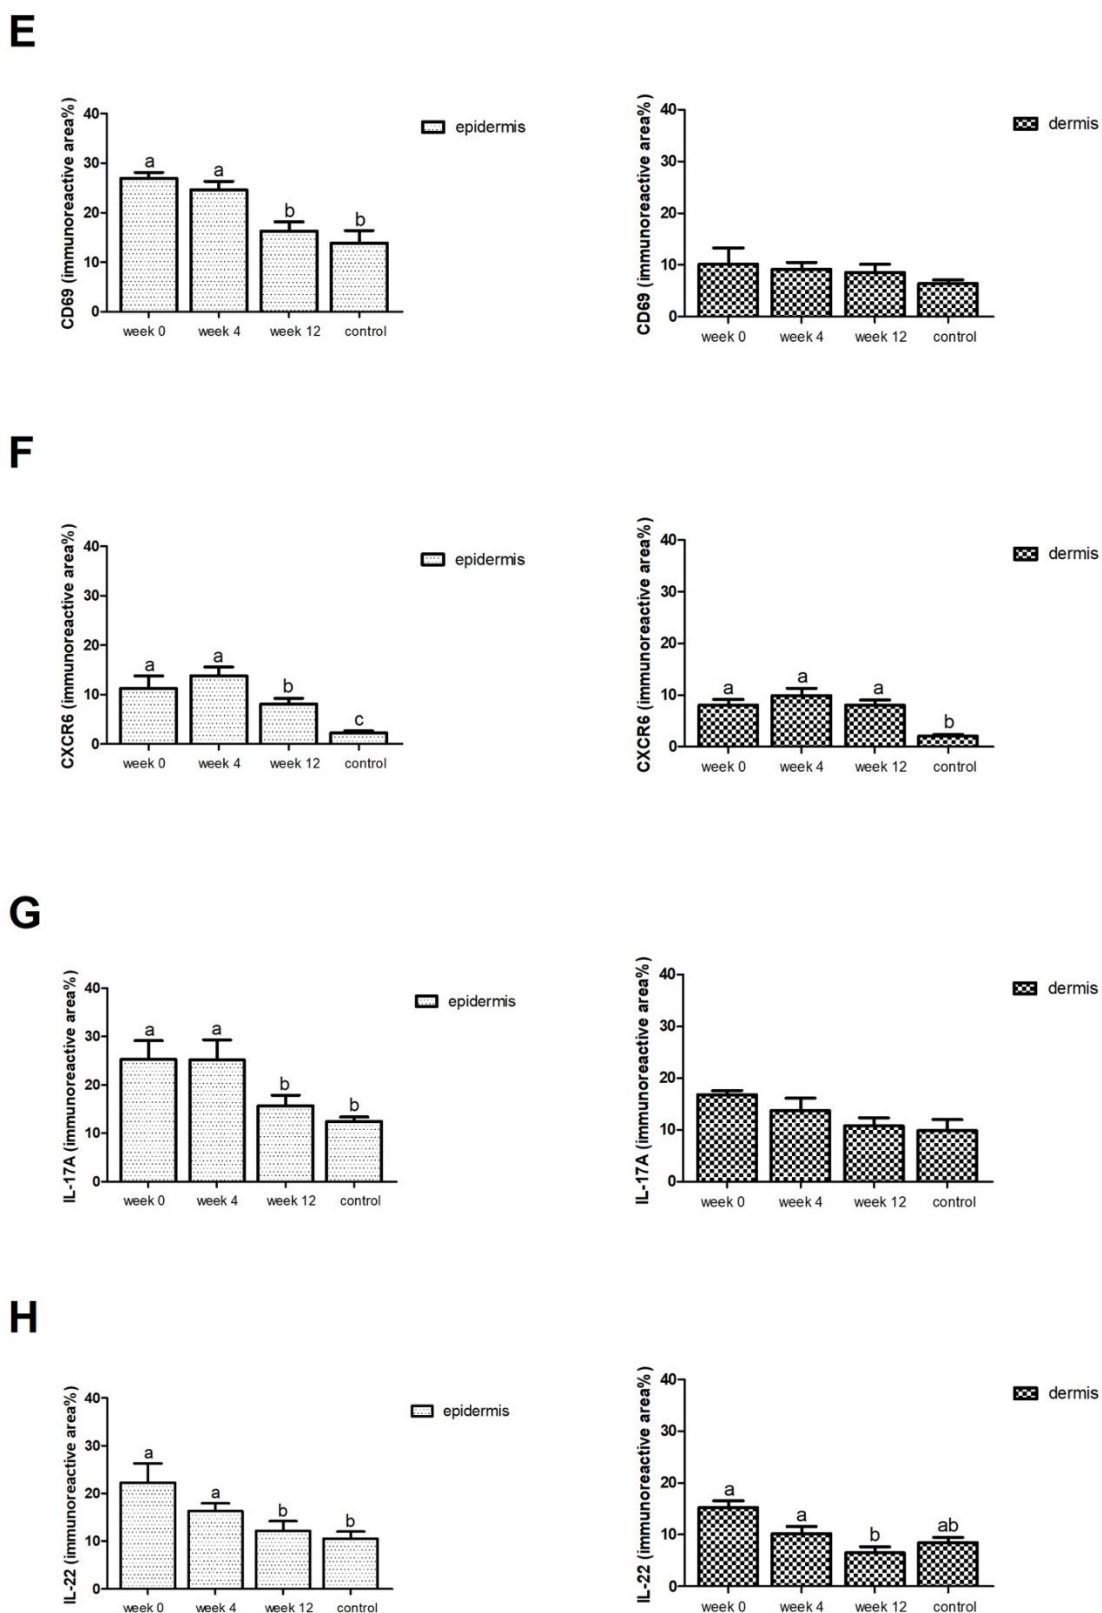 E
CD69 (immunoreactive area%)
40
30
20
10
0
a
a
b
b
week 0 week 4 week 12 control
epidermis
CD69 (immunoreactive area%)
40
30
20
10
0
week 0 week 4 week 12 control
dermis
F
CXCR6 (immunoreactive area%)
40
30
20
10
0
a
a
b
c
week 0 week 4 week 12 control
epidermis
CXCR6 (immunoreactive area%)
40
30
20
10
0
a
a
a
b
week 0 week 4 week 12 control
dermis
G
IL-17A (immunoreactive area%)
40
30
20
10
0
a
a
b
b
week 0 week 4 week 12 control
epidermis
IL-17A (immunoreactive area%)
40
30
20
10
0
week 0 week 4 week 12 control
dermis
H
IL-22 (immunoreactive area%)
40
30
20
10
0
a
a
b
b
week 0 week 4 week 12 control
epidermis
IL-22 (immunoreactive area%)
40
30
20
10
0
a
a
b
ab
week 0 week 4 week 12 control
dermis